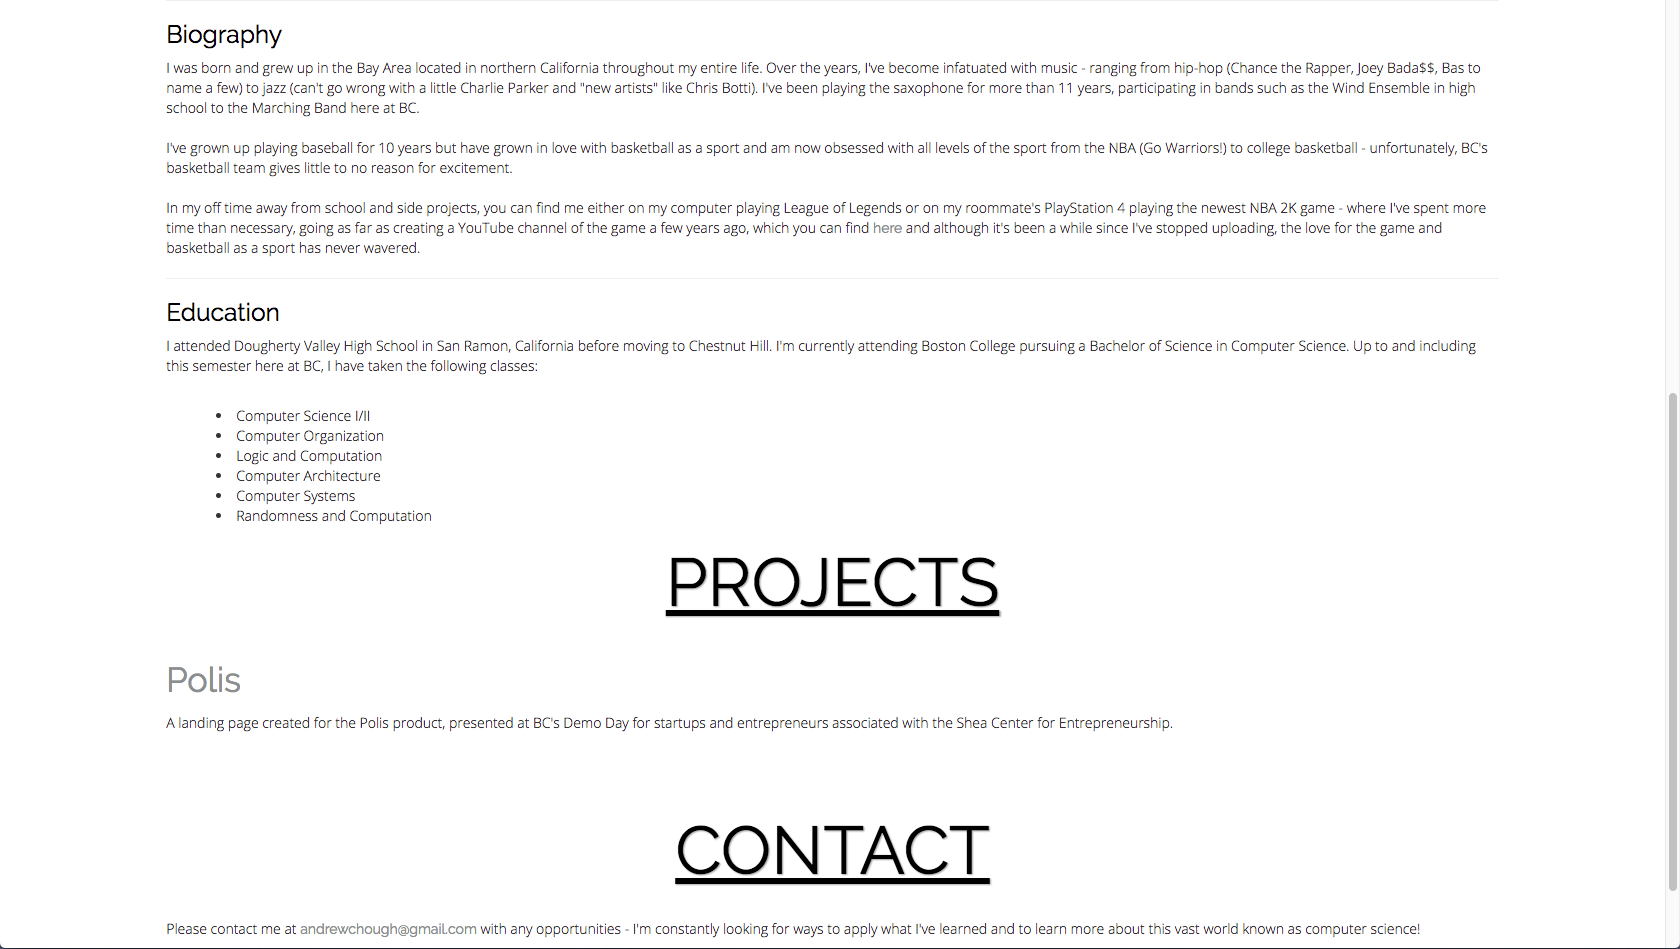 Biography
I was born and grew up in the Bay Area located in northern California throughout my entire life. Over the years, I've become infatuated with music - ranging from hip-hop (Chance the Rapper, Joey Bada$$, Bas to
name a few) to jazz (can't go wrong with a little Charlie Parker and "new artists" like Chris Botti). I've been playing the saxophone for more than 11 years, participating in bands such as the Wind Ensemble in high
school to the Marching Band here at BC.
I've grown up playing baseball for 10 years but have grown in love with basketball as a sport and am now obsessed with all levels of the sport from the NBA (Go Warriors!) to college basketball - unfortunately, BC's
basketball team gives little to no reason for excitement.
In my off time away from school and side projects, you can find me either on my computer playing League of Legends or on my roommate's PlayStation 4 playing the newest NBA 2K game - where I've spent more
time than necessary, going as far as creating a YouTube channel of the game a few years ago, which you can find here and although it's been a while since I've stopped uploading, the love for the game and
basketball as a sport has never wavered.
Education
I attended Dougherty Valley High School in San Ramon, California before moving to Chestnut Hill. I'm currently attending Boston College pursuing a Bachelor of Science in Computer Science. Up to and including
this semester here at BC, I have taken the following classes:
• Computer Science I/II
• Computer Organization
• Logic and Computation
• Computer Architecture
• Computer Systems
• Randomness and Computation
PROJECTS
Polis
A landing page created for the Polis product, presented at BC's Demo Day for startups and entrepreneurs associated with the Shea Center for Entrepreneurship.
CONTACT
Please contact me at andrewchough@gmail.com with any opportunities - I'm constantly looking for ways to apply what I've learned and to learn more about this vast world known as computer science!